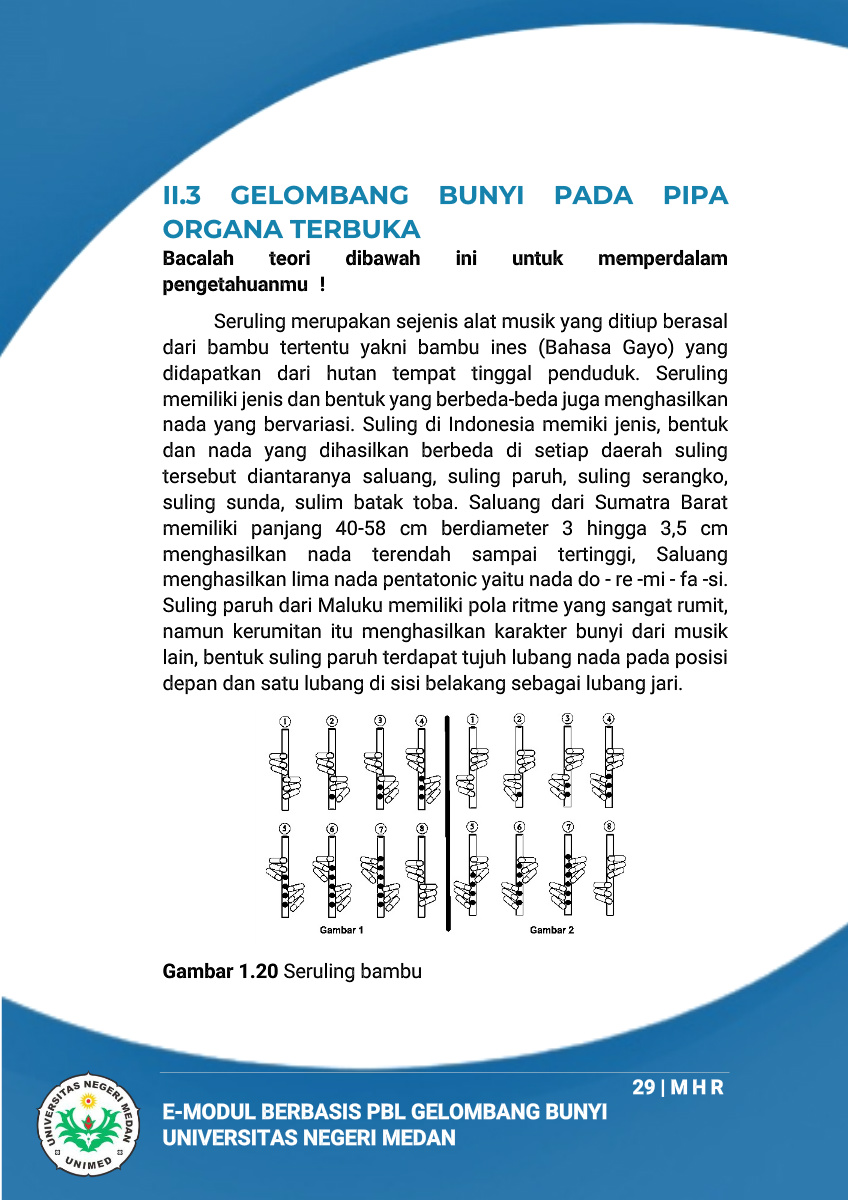 II.3 GELOMBANG BUNYI PADA PIPA
ORGANA TERBUKA
Bacalah teori dibawah ini untuk memperdalam
pengetahuanmu !
Seruling merupakan sejenis alat musik yang ditiup berasal
dari bambu tertentu yakni bambu ines (Bahasa Gayo) yang
didapatkan dari hutan tempat tinggal penduduk. Seruling
memiliki jenis dan bentuk yang berbeda-beda juga menghasilkan
nada yang bervariasi. Suling di Indonesia memiki jenis, bentuk
dan nada yang dihasilkan berbeda di setiap daerah suling
tersebut diantaranya saluang, suling paruh, suling serangko,
suling sunda, sulim batak toba. Saluang dari Sumatra Barat
memiliki panjang 40-58 cm berdiameter 3 hingga 3,5 cm
menghasilkan nada terendah sampai tertinggi, Saluang
menghasilkan lima nada pentatonic yaitu nada do - re -mi - fa -si.
Suling paruh dari Maluku memiliki pola ritme yang sangat rumit,
namun kerumitan itu menghasilkan karakter bunyi dari musik
lain, bentuk suling paruh terdapat tujuh lubang nada pada posisi
depan dan satu lubang di sisi belakang sebagai lubang jari.
1 2 3 4 1 2 3 4
5 6 7 8 5 6 7 8
Gambar 1 Gambar 2
Gambar 1.20 Seruling bambu
29 | M H R
E-MODUL BERBASIS PBL GELOMBANG BUNYI
UNIVERSITAS NEGERI MEDAN
UNIVERSITAS NEGERI MEDAN
UNIMED